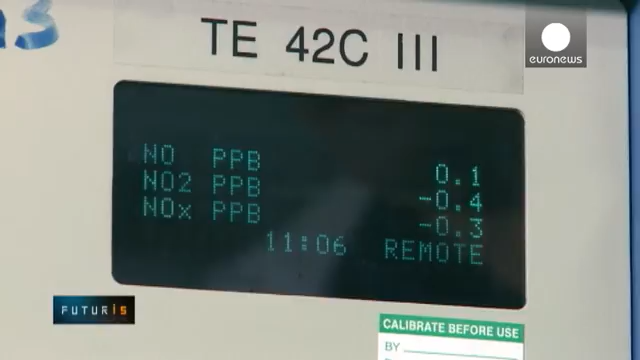 TE 42C III
euronews
NO PPB 0.1
NO2 PPB -0.4
NOx PPB -0.3
11:06 REMOTE
FUTURIS
CALIBRATE BEFORE USE
BY